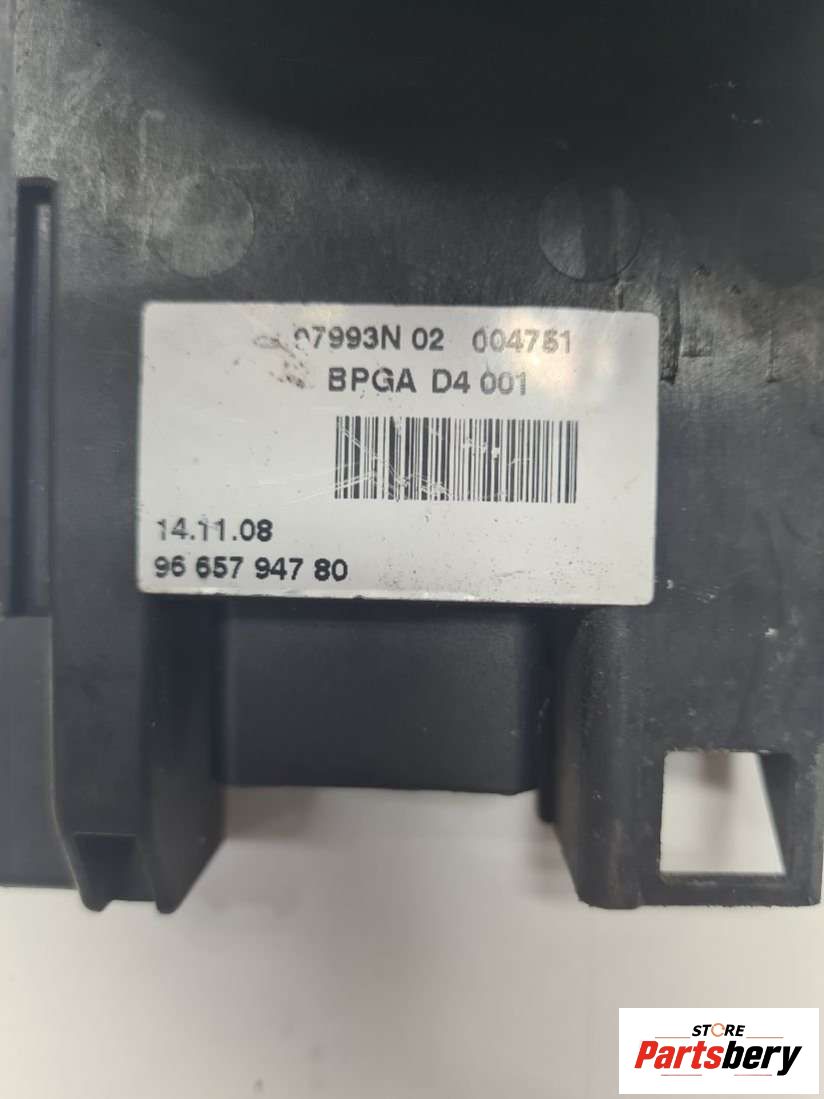 07993N 02 004751
BPGA D4 001
14.11.08
96 657 947 80
STORE
Partsbery